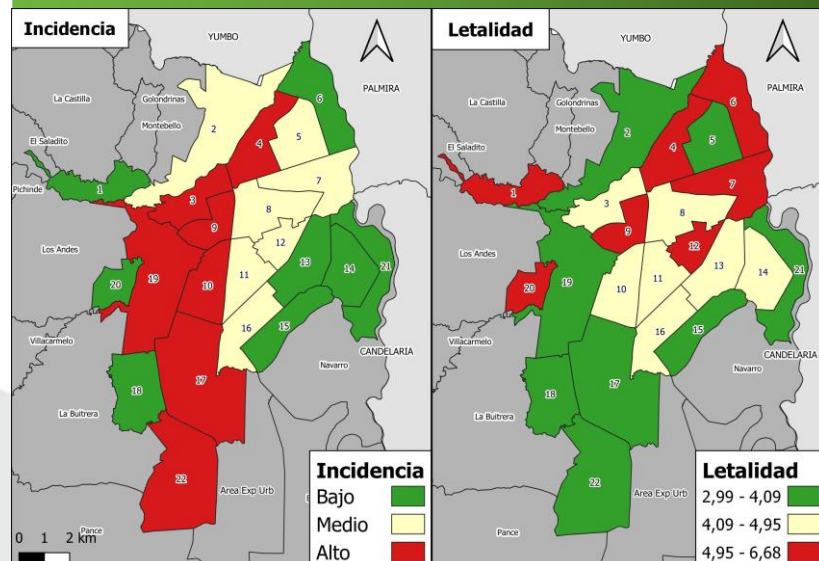 Incidencia
YUMBO
La Castilla
Golondrinas
Montebello
El Saladito
Pichinde
Los Andes
Villacarmelo
La Buitrera
Pance
Area Exp Urb
Navarro
PALMIRA
CANDELARIA
1
2
3
4
5
6
7
8
9
10
11
12
13
14
15
16
17
18
19
20
21
22
0 1 2 km
Incidencia
Bajo
Medio
Alto
Letalidad
YUMBO
La Castilla
Golondrinas
Montebello
El Saladito
Pichinde
Los Andes
Villacarmelo
La Buitrera
Pance
Area Exp Urb
Navarro
PALMIRA
CANDELARIA
1
2
3
4
5
6
7
8
9
10
11
12
13
14
15
16
17
18
19
20
21
22
Letalidad
2,99 - 4,09
4,09 - 4,95
4,95 - 6,68